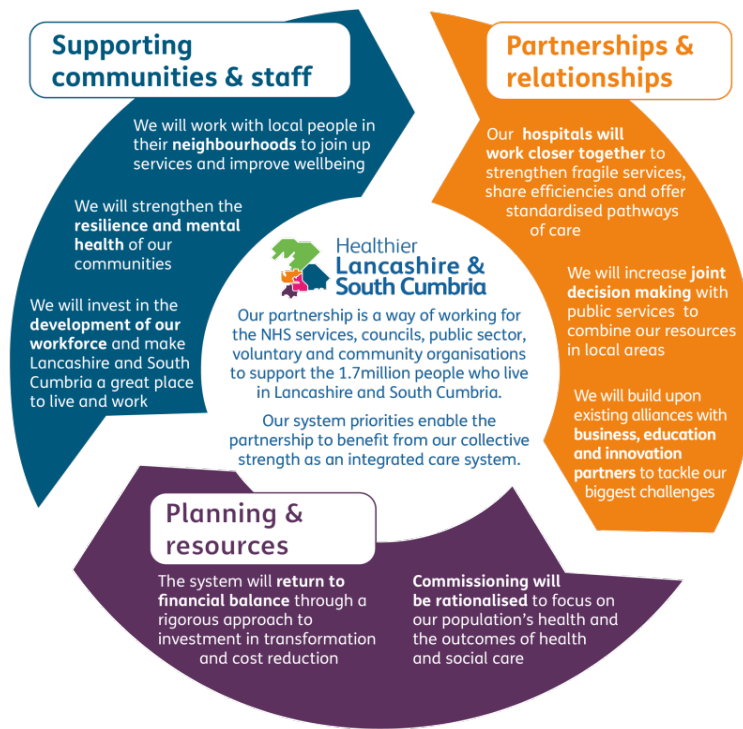 Supporting
communities & staff
We will work with local people in
their neighbourhoods to join up
services and improve wellbeing
We will strengthen the
resilience and mental
health of our
communities
We will invest in the
development of our
workforce and make
Lancashire and South
Cumbria a great place
to live and work
Partnerships &
relationships
Our hospitals will
work closer together to
strengthen fragile services,
share efficiencies and offer
standardised pathways
of care
We will increase joint
decision making with
public services to
combine our resources
in local areas
We will build upon
existing alliances with
business, education
and innovation
partners to tackle our
biggest challenges
Healthier
Lancashire &
South Cumbria
Our partnership is a way of working for
the NHS services, councils, public sector,
voluntary and community organisations
to support the 1.7million people who live
in Lancashire and South Cumbria.
Our system priorities enable the
partnership to benefit from our collective
strength as an integrated care system.
Planning &
resources
The system will return to
financial balance through a
rigorous approach to
investment in transformation
and cost reduction
Commissioning will
be rationalised to focus on
our population's health and
the outcomes of health
and social care